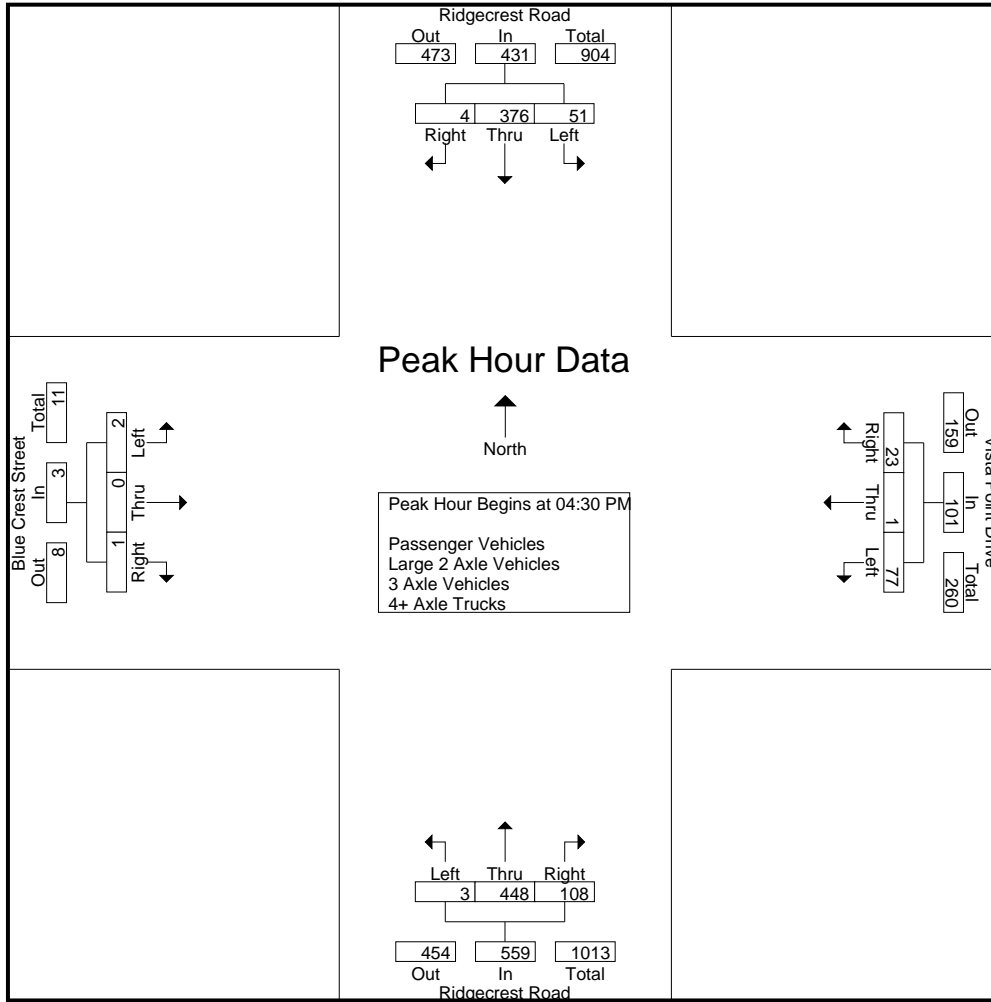 Ridgecrest Road
Out In Total
473 431 904
4 376 51
Right Thru Left
Peak Hour Data
North
Peak Hour Begins at 04:30 PM
Passenger Vehicles
Large 2 Axle Vehicles
3 Axle Vehicles
4+ Axle Trucks
Blue Crest Street
Out In Total
8 3 11
2 0 1
Left Thru Right
Vista Point Drive
Out In Total
159 101 260
23 1 77
Right Thru Left
Left Thru Right
3 448 108
454 559 1013
Out In Total
Ridgecrest Road